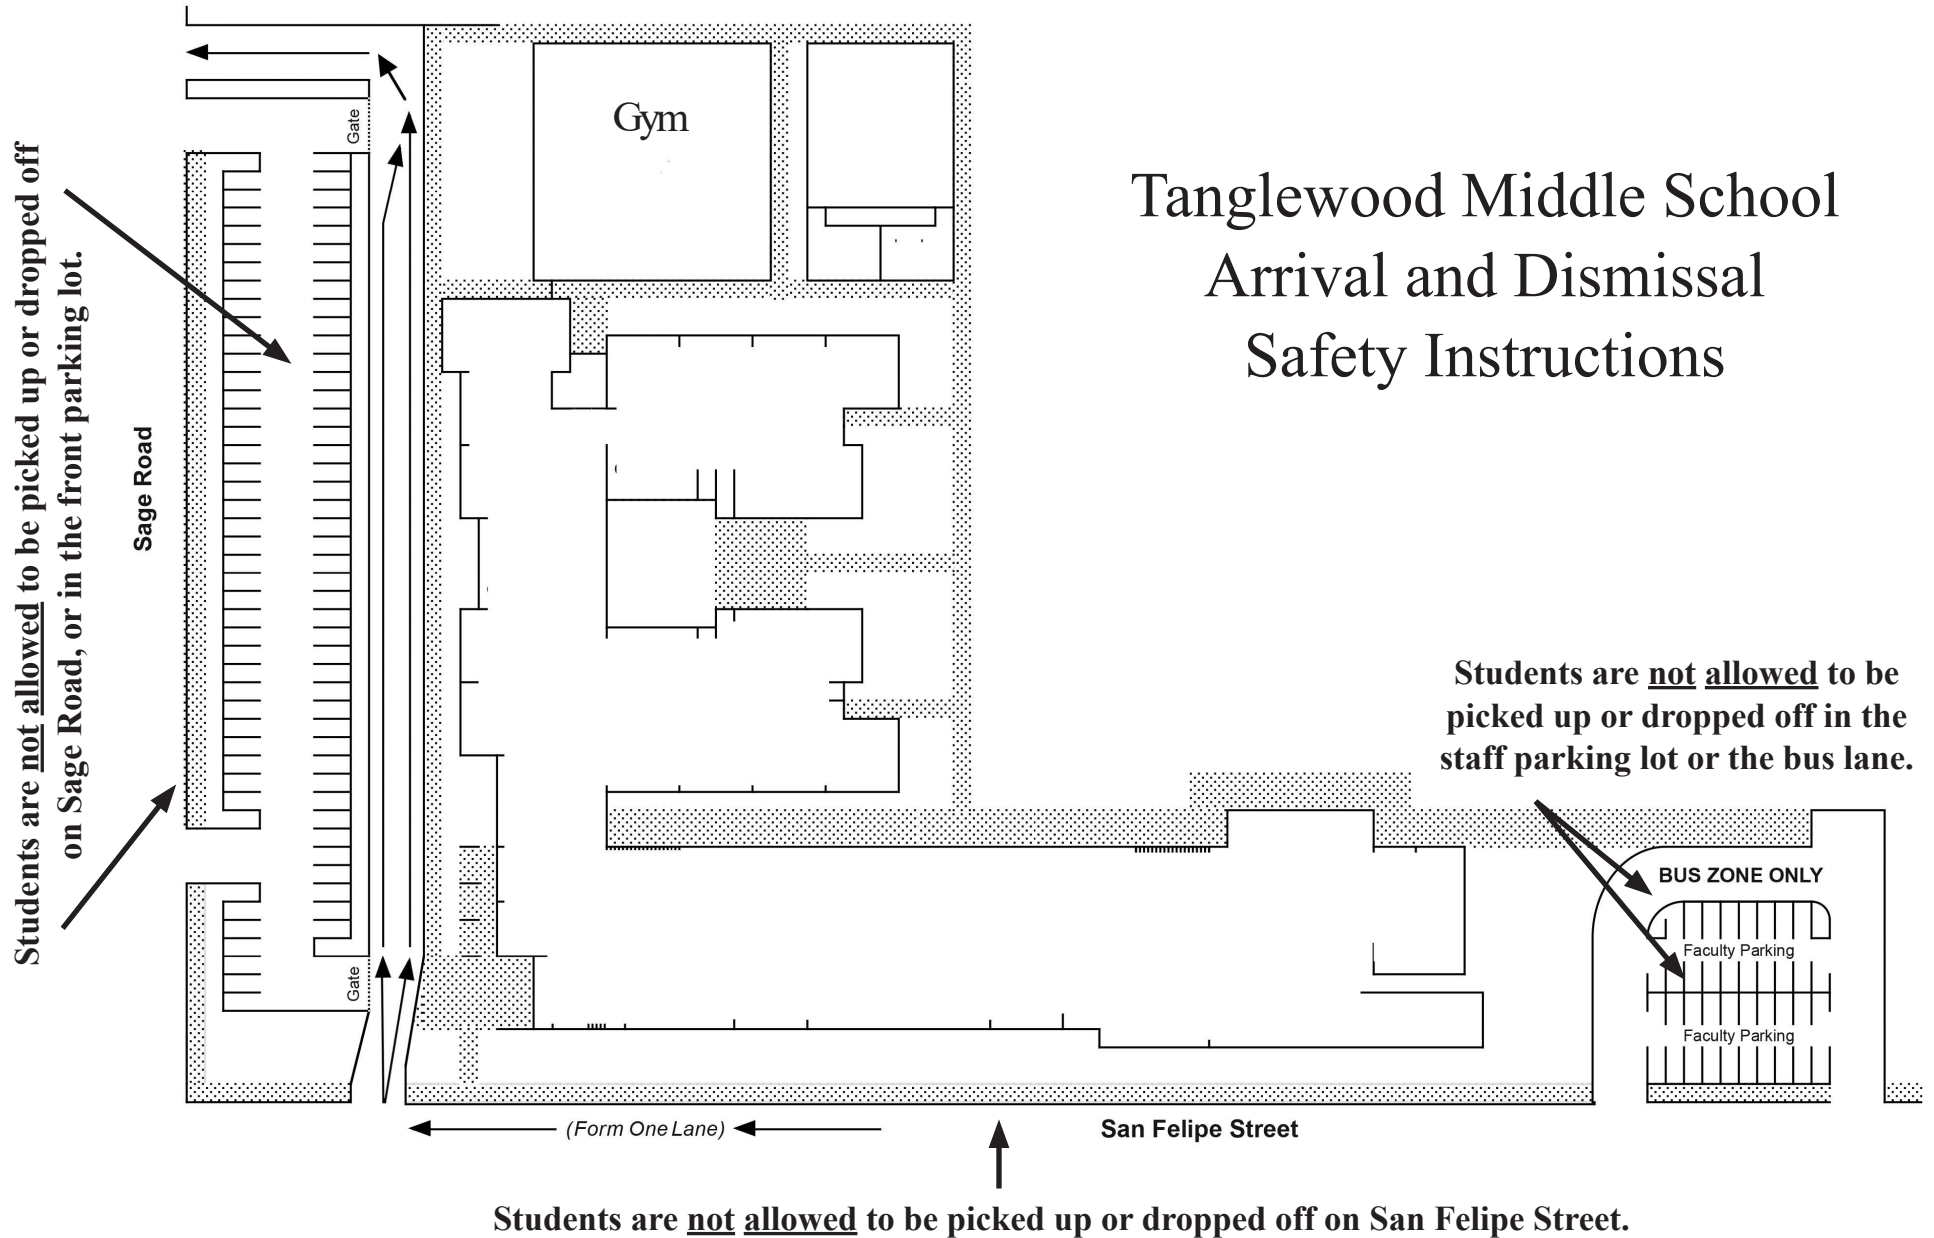 Gate
Gym
Tanglewood Middle School
Arrival and Dismissal
Safety Instructions
Students are not allowed to be picked up or dropped off
on Sage Road, or in the front parking lot.
Sage Road
Students are not allowed to be
picked up or dropped off in the
staff parking lot or the bus lane.
BUS ZONE ONLY
Faculty Parking
Gate
Faculty Parking
(Form One Lane)
San Felipe Street
Students are not allowed to be picked up or dropped off on San Felipe Street.